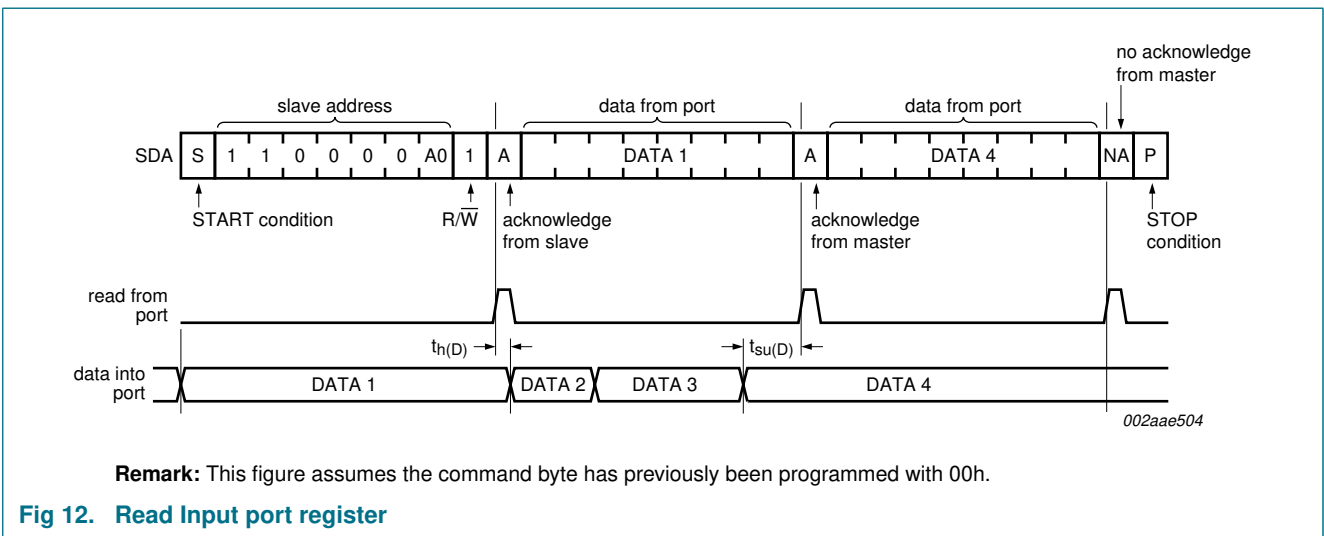 no acknowledge
from master
slave address data from port data from port
SDA S 1 1 0 0 0 0 A0 1 A DATA 1 A DATA 4 NA P
START condition R/W̅ acknowledge
from slave acknowledge
from master STOP
condition
read from
port
th(D) tsu(D)
data into
port DATA 1 DATA 2 DATA 3 DATA 4
002aae504
Remark: This figure assumes the command byte has previously been programmed with 00h.
Fig 12. Read Input port register